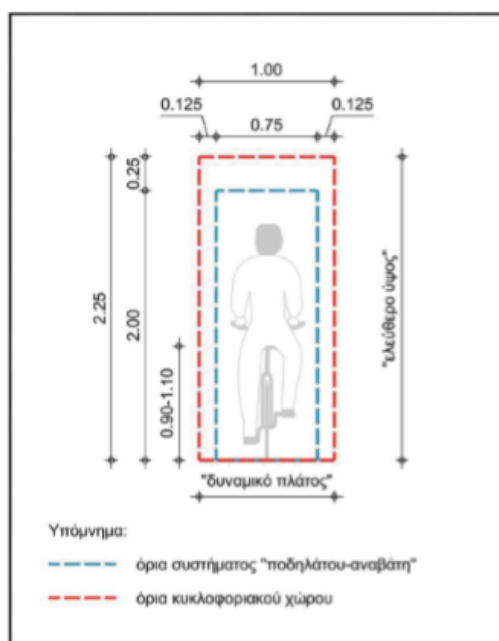 1.00
0.125
0.125
0.75
0.25
2.25
2.00
0.90-1.10
"ελεύθερο ύψος"
"δυναμικό πλάτος"
Υπόμνημα:
όρια συστήματος "ποδηλάτου-αναβάτη"
όρια κυκλοφοριακού χώρου